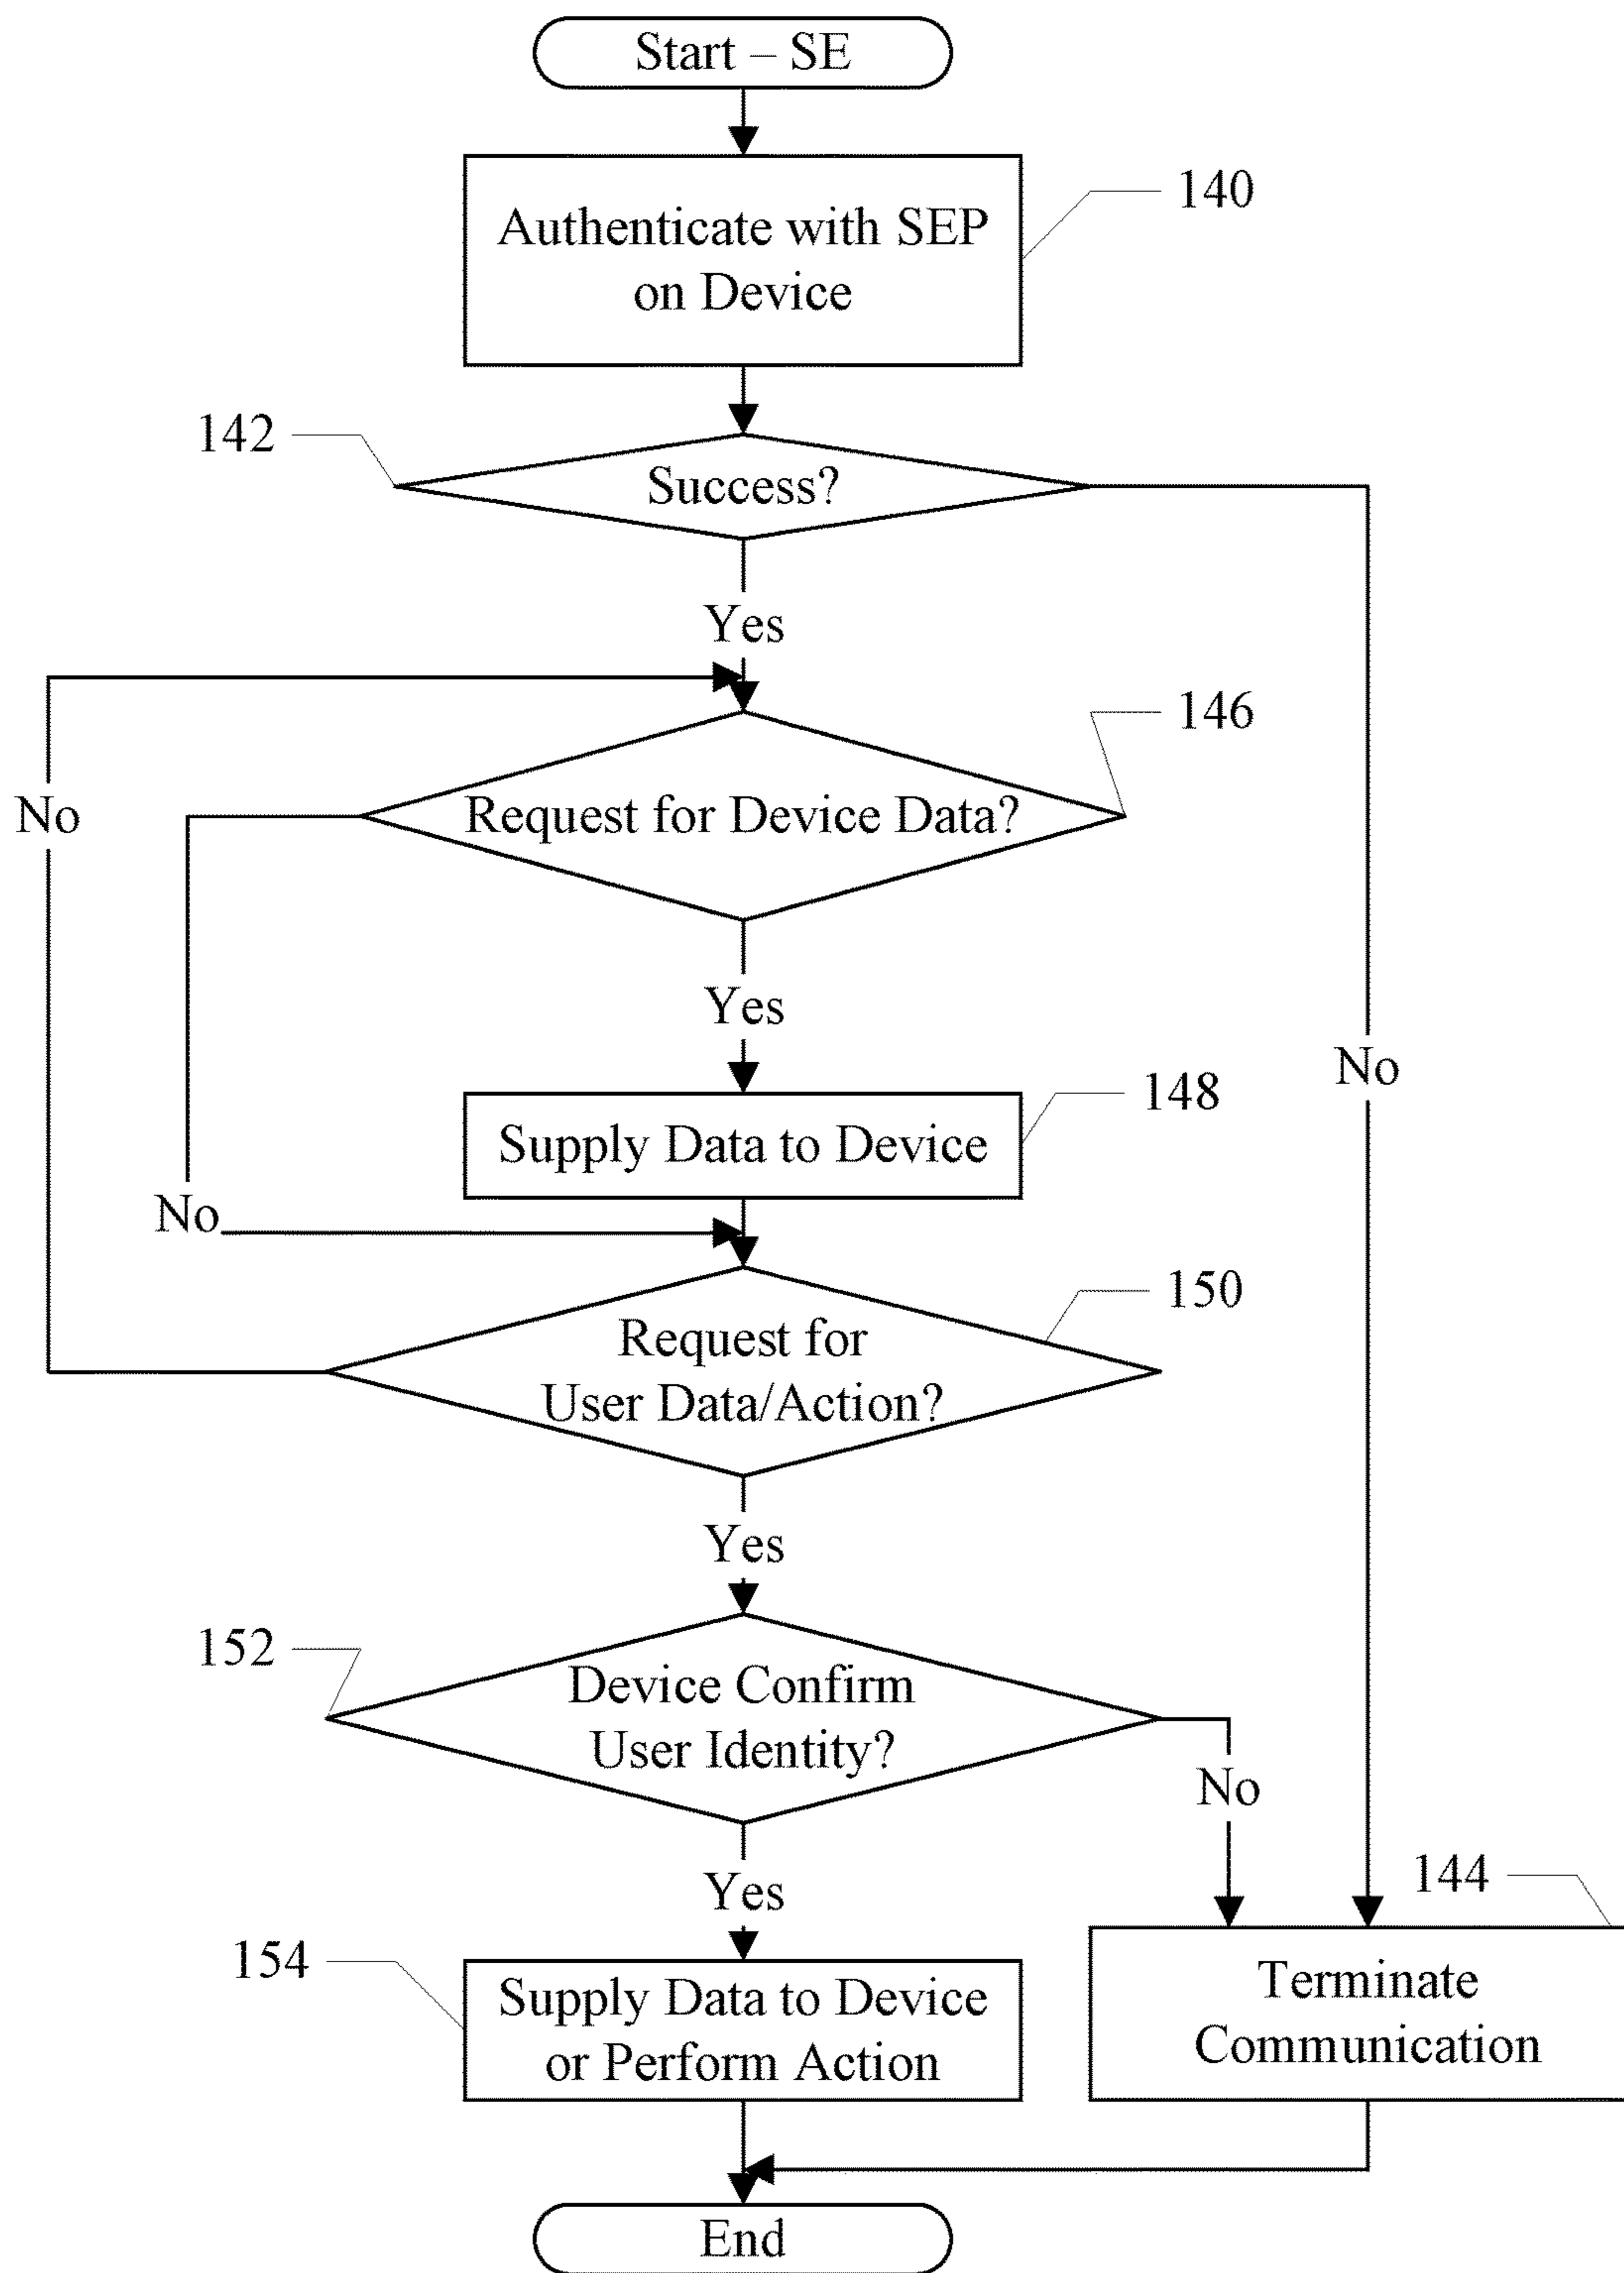 Start – SE
Authenticate with SEP
on Device
140
142
Success?
Yes
No
146
Request for Device Data?
No
Yes
No
148
Supply Data to Device
No
150
Request for
User Data/Action?
Yes
152
Device Confirm
User Identity?
No
Yes
144
154
Supply Data to Device
or Perform Action
Terminate
Communication
End